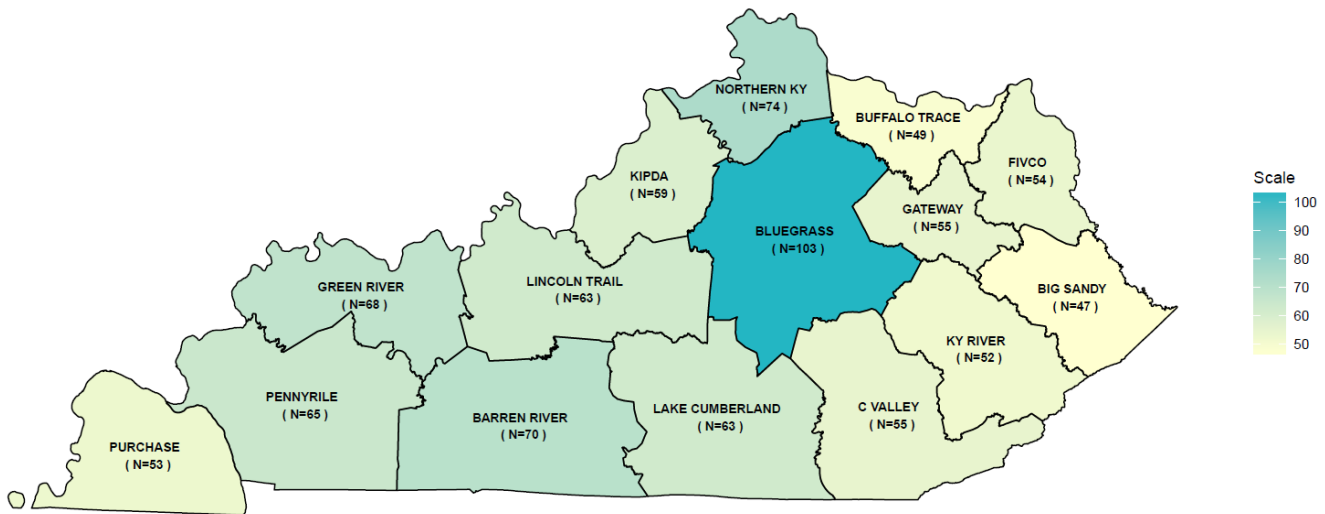 NORTHERN KY
( N=74 )
BUFFALO TRACE
( N=49 )
FIVCO
( N=54 )
KIPDA
( N=59 )
GATEWAY
( N=55 )
BLUEGRASS
( N=103 )
LINCOLN TRAIL
( N=63 )
GREEN RIVER
( N=68 )
BIG SANDY
( N=47 )
KY RIVER
( N=52 )
PENNYRILE
( N=65 )
BARREN RIVER
( N=70 )
LAKE CUMBERLAND
( N=63 )
C VALLEY
( N=55 )
PURCHASE
( N=53 )
Scale
100
90
80
70
60
50